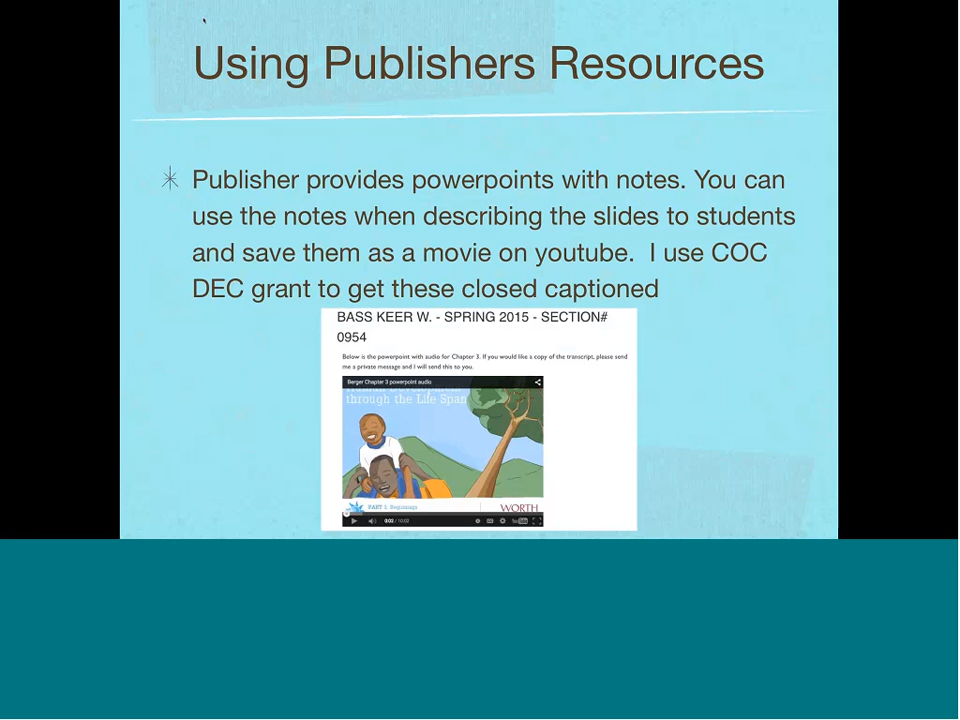 Using Publishers Resources
Publisher provides powerpoints with notes. You can
use the notes when describing the slides to students
and save them as a movie on youtube.  I use COC
DEC grant to get these closed captioned
BASS KEER W. - SPRING 2015 - SECTION#
0954
Below is the powerpoint with audio for Chapter 3. If you would like a copy of the transcript, please send
me a private message and I will send this to you.
Berger Chapter 3 powerpoint audio
through the Life Span
PART I: Beginnings
WORTH
0:02 / 10:02
YouTube